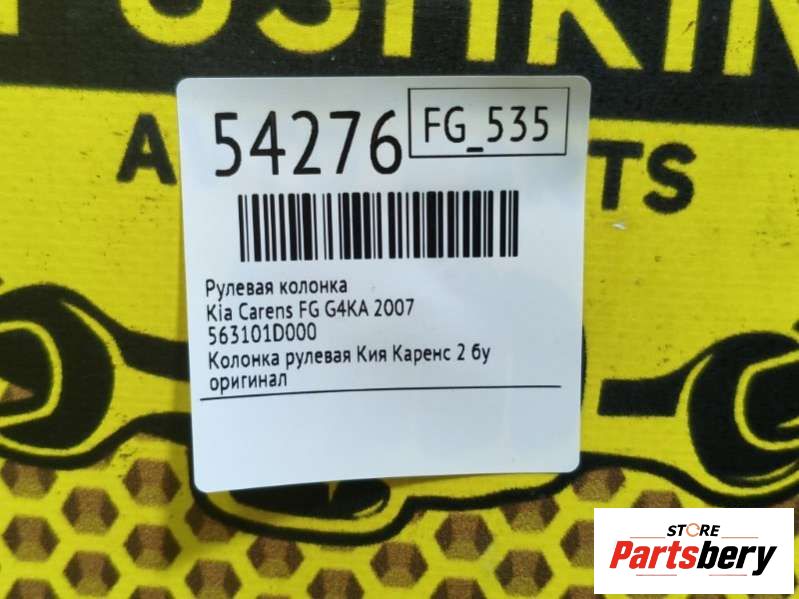 54276
FG_535
Рулевая колонка
Kia Carens FG G4KA 2007
563101D000
Колонка рулевая Кия Каренс 2 бу
оригинал
STORE
Partsbery